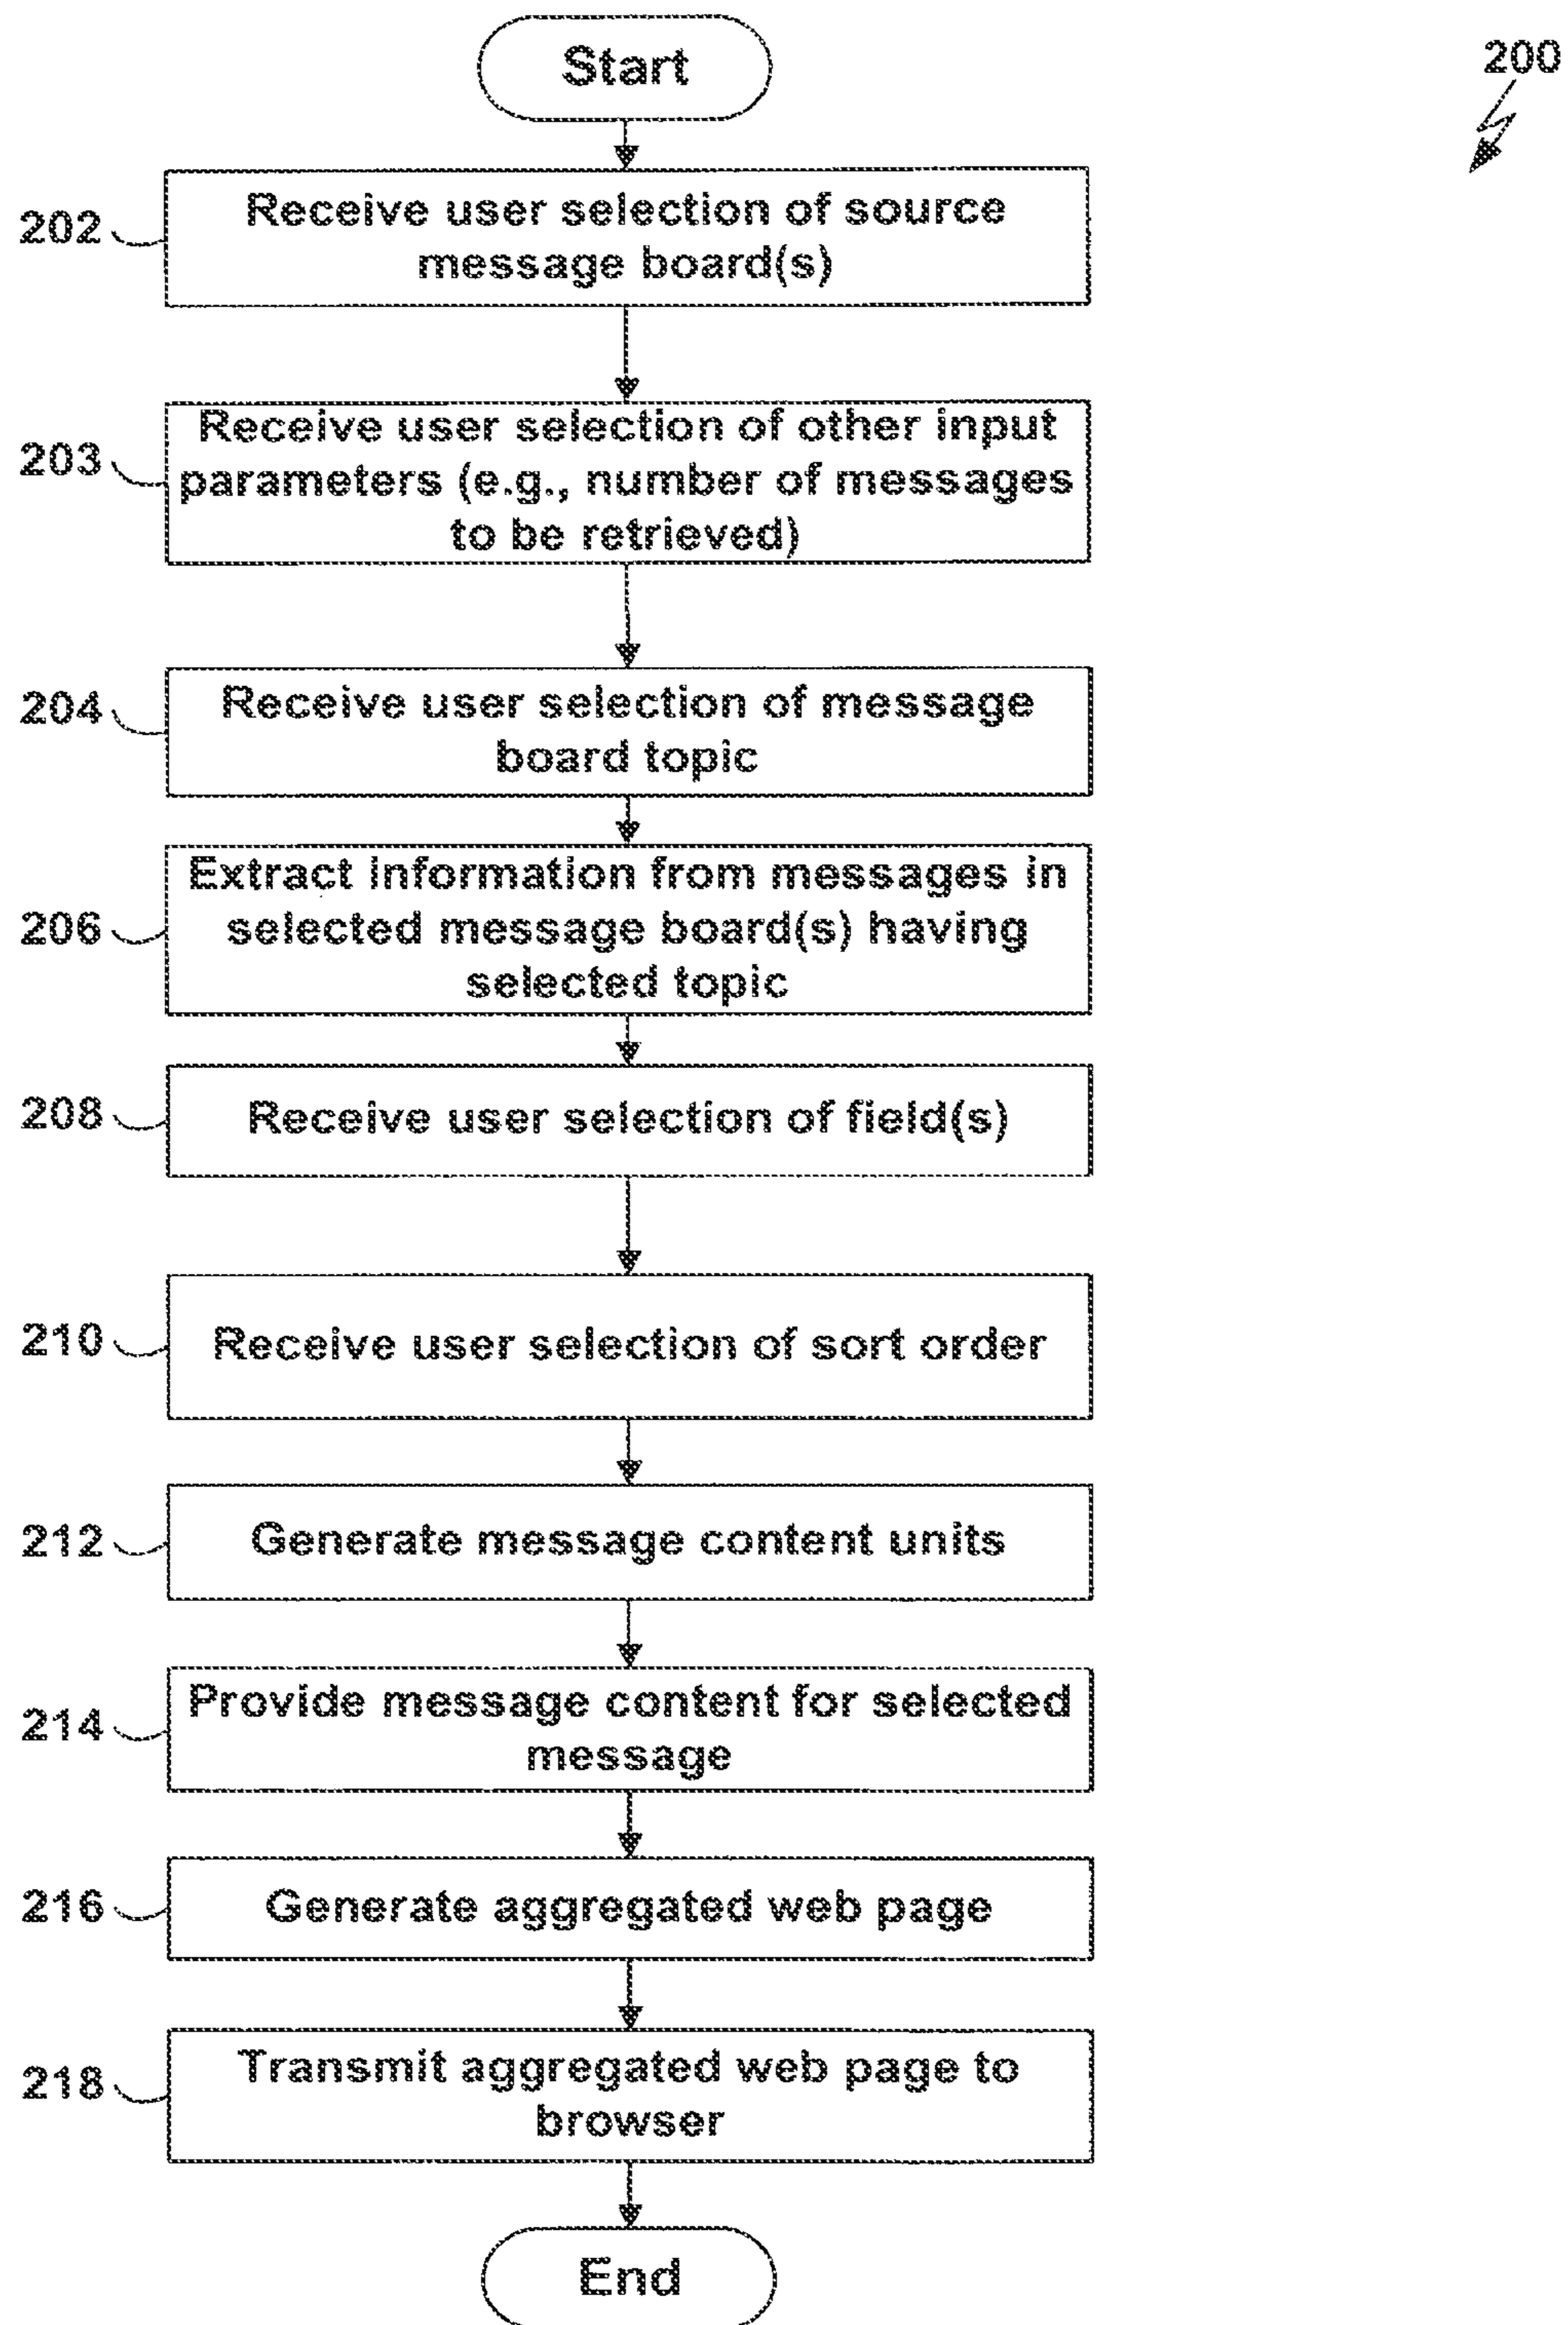 Start
200
202
Receive user selection of source
message board(s)
203
Receive user selection of other input
parameters (e.g., number of messages
to be retrieved)
204
Receive user selection of message
board topic
206
Extract information from messages in
selected message board(s) having
selected topic
208
Receive user selection of field(s)
210
Receive user selection of sort order
212
Generate message content units
214
Provide message content for selected
message
216
Generate aggregated web page
218
Transmit aggregated web page to
browser
End